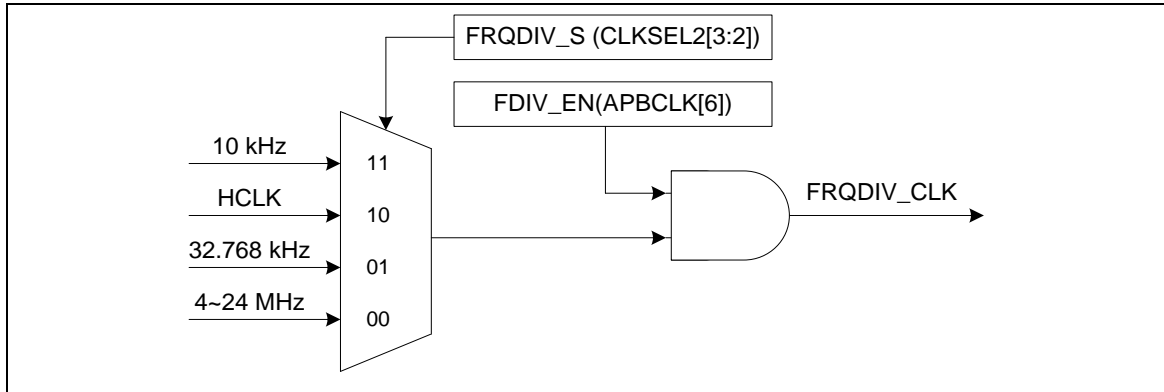 FRQDIV_S (CLKSEL2[3:2])
FDIV_EN(APBCLK[6])
10 kHz
11
HCLK
10
32.768 kHz
01
4~24 MHz
00
FRQDIV_CLK